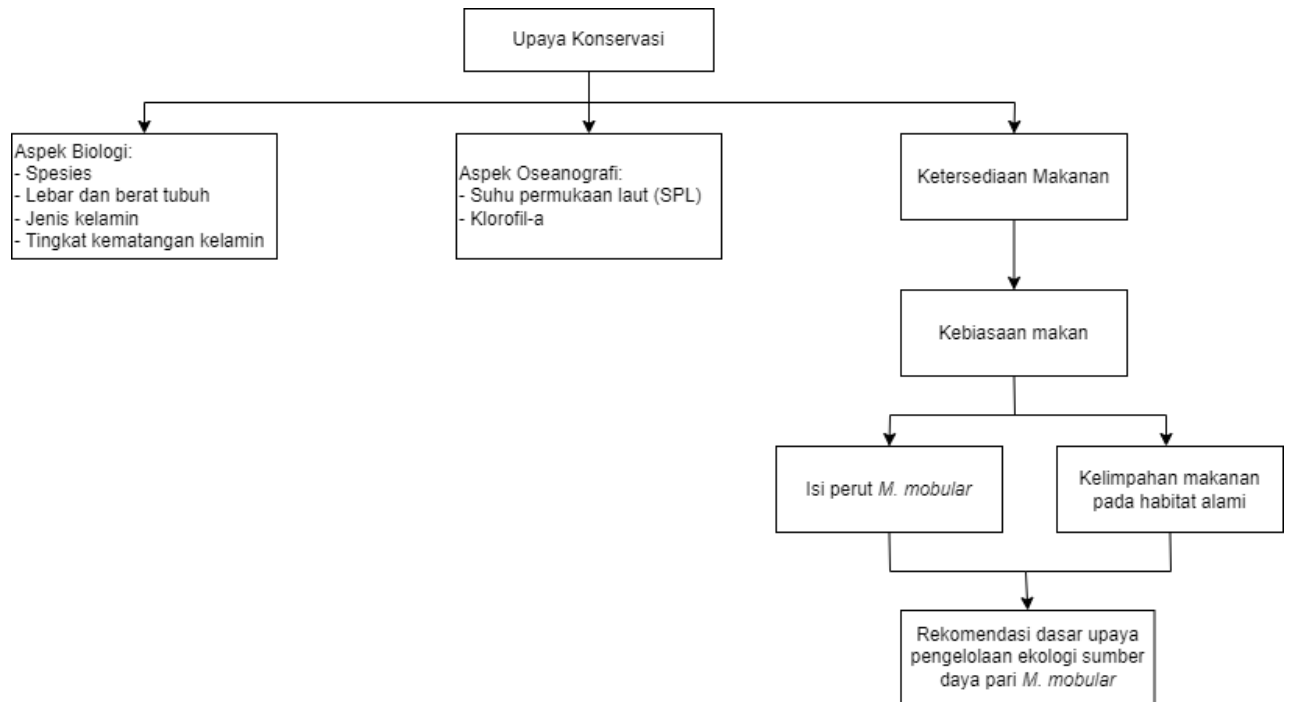 Upaya Konservasi
Aspek Biologi:
- Spesies
- Lebar dan berat tubuh
- Jenis kelamin
- Tingkat kematangan kelamin
Aspek Oseanografi:
- Suhu permukaan laut (SPL)
- Klorofil-a
Ketersediaan Makanan
Kebiasaan makan
Isi perut M. mobular
Kelimpahan makanan
pada habitat alami
Rekomendasi dasar upaya
pengelolaan ekologi sumber
daya pari M. mobular